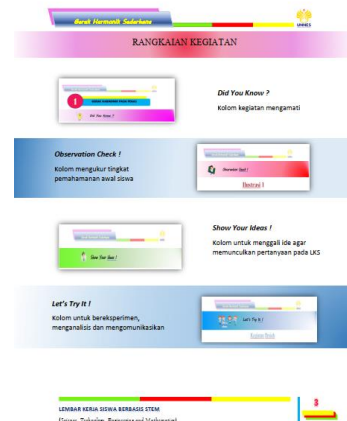 Gerak Harmonik Sederhana
UNNES
RANGKAIAN KEGIATAN
1
Did You Know ?
Did You Know ?
Kolom kegiatan mengamati
Observation Check !
Kolom mengukur tingkat
pemahamanan awal siswa
Ilustrasi 1
Show Your Ideas !
Kolom untuk menggali ide agar
memunculkan pertanyaan pada LKS
Show Your Ideas !
Let's Try It !
Kolom untuk bereksperimen,
menganalisis dan mengomunikasikan
Let's Try It !
LEMBAR KERJA SISWA BERBASIS STEM
3